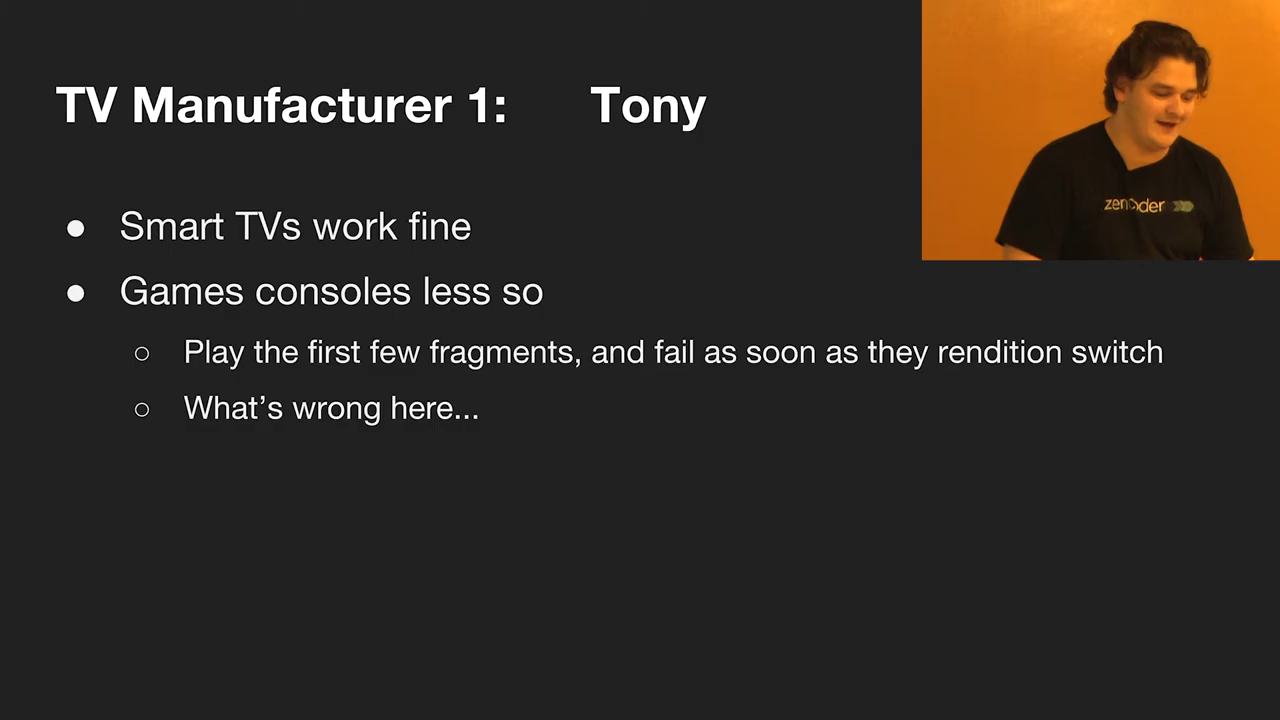 TV Manufacturer 1: Tony
● Smart TVs work fine
● Games consoles less so
○ Play the first few fragments, and fail as soon as they rendition switch
○ What’s wrong here...
zencoder